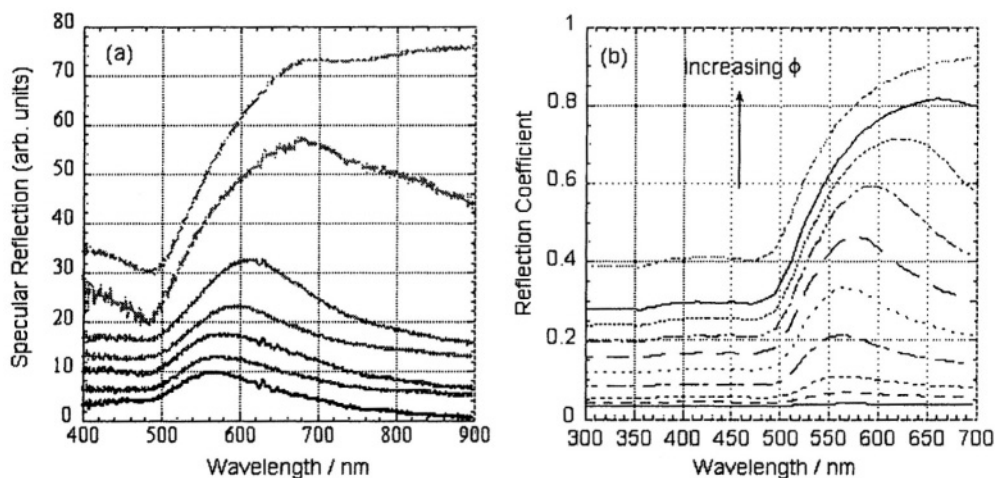 (a)
Specular Reflection (arb. units)
80
70
60
50
40
30
20
10
0
400 500 600 700 800 900
Wavelength / nm
(b)
Increasing ϕ
Reflection Coefficient
1
0.8
0.6
0.4
0.2
0
300 350 400 450 500 550 600 650 700
Wavelength / nm